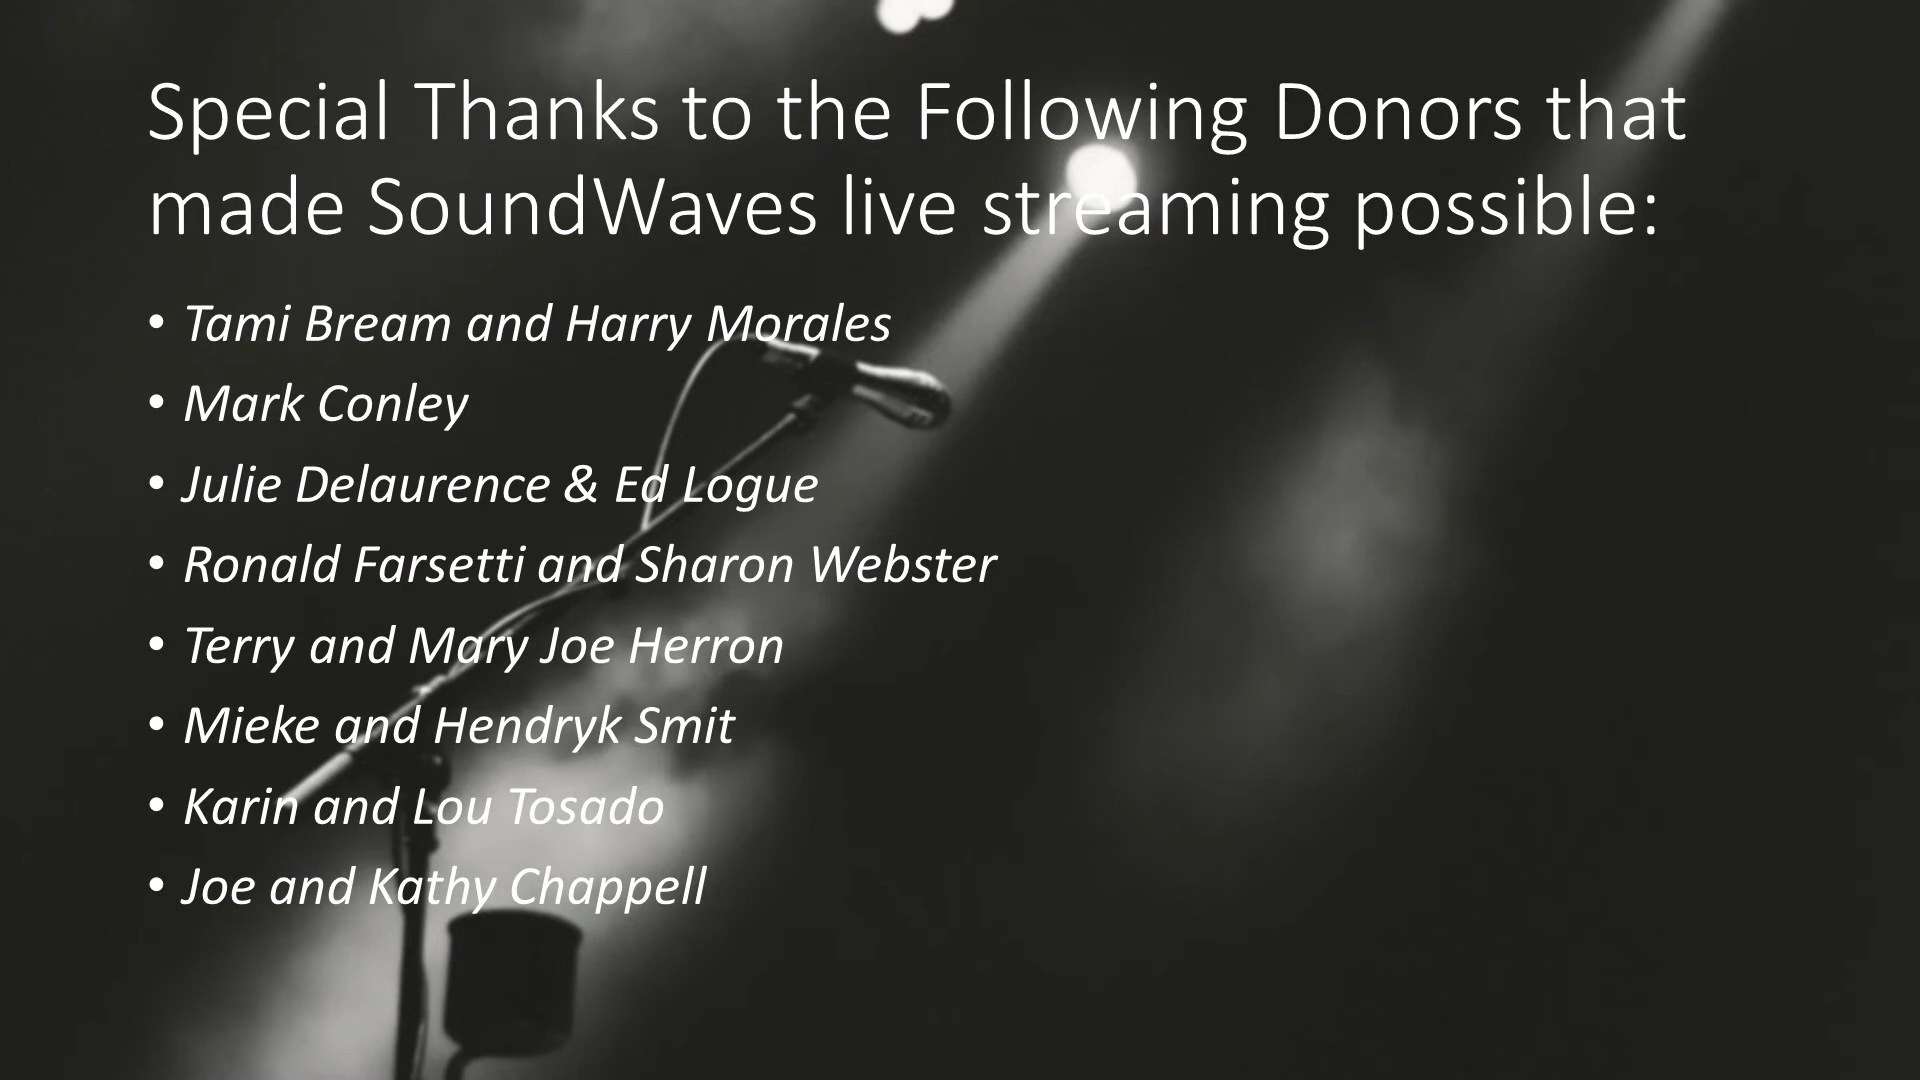 Special Thanks to the Following Donors that
made SoundWaves live streaming possible:
• Tami Bream and Harry Morales
• Mark Conley
• Julie Delaurence & Ed Logue
• Ronald Farsetti and Sharon Webster
• Terry and Mary Joe Herron
• Mieke and Hendryk Smit
• Karin and Lou Tosado
• Joe and Kathy Chappell